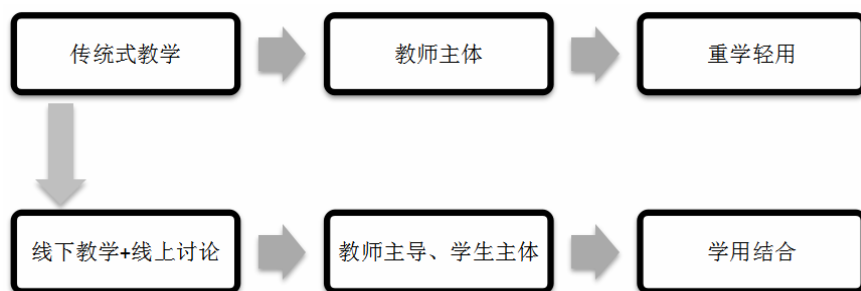 传统式教学
教师主体
重学轻用
线下教学+线上讨论
教师主导、学生主体
学用结合